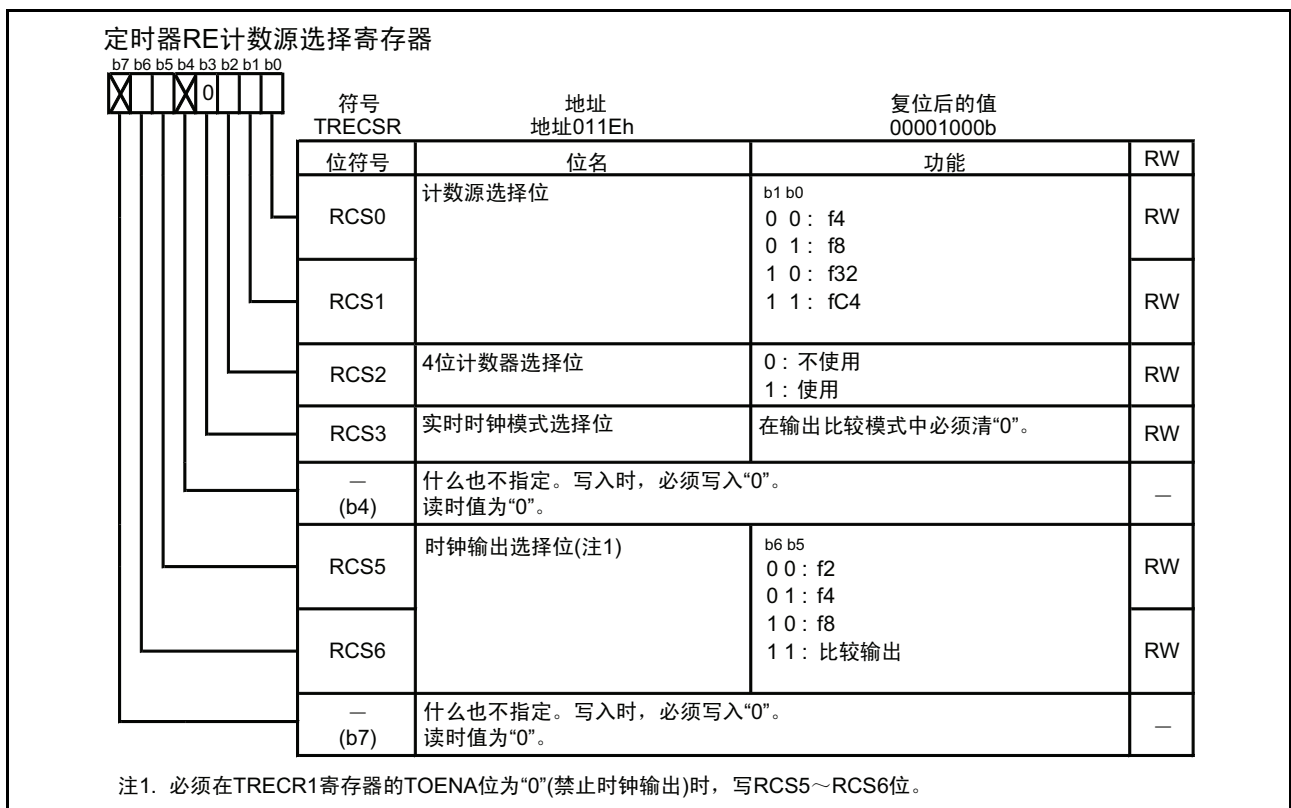 定时器RE计数源选择寄存器
b7 b6 b5 b4 b3 b2 b1 b0
0
符号 地址 复位后的值
TRECSR 地址011Eh 00001000b
位符号 位名 功能 RW
RCS0 计数源选择位 b1 b0 RW
0 0: f4
0 1: f8
RCS1 1 0: f32 RW
1 1: fC4
RCS2 4位计数器选择位 0: 不使用 RW
1: 使用
RCS3 实时时钟模式选择位 在输出比较模式中必须清“0”。 RW
— 什么也不指定。写入时，必须写入“0”。 —
(b4) 读时值为“0”。
RCS5 时钟输出选择位(注1) b6 b5 RW
0 0: f2
0 1: f4
RCS6 1 0: f8 RW
1 1: 比较输出
— 什么也不指定。写入时，必须写入“0”。 —
(b7) 读时值为“0”。
注1. 必须在TRECR1寄存器的TOENA位为“0”(禁止时钟输出)时，写RCS5～RCS6位。